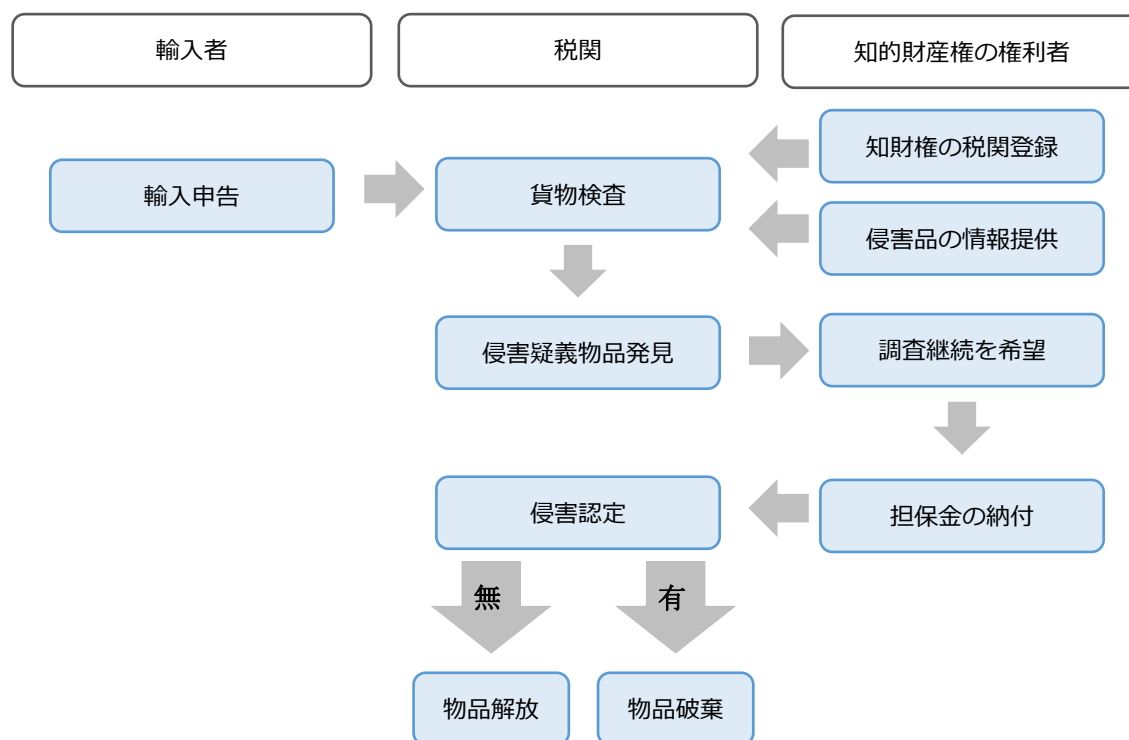 輸入者
税関
知的財産権の権利者
知財権の税関登録
輸入申告
貨物検査
侵害品の情報提供
侵害疑義物品発見
調査継続を希望
侵害認定
担保金の納付
無
有
物品解放
物品破棄